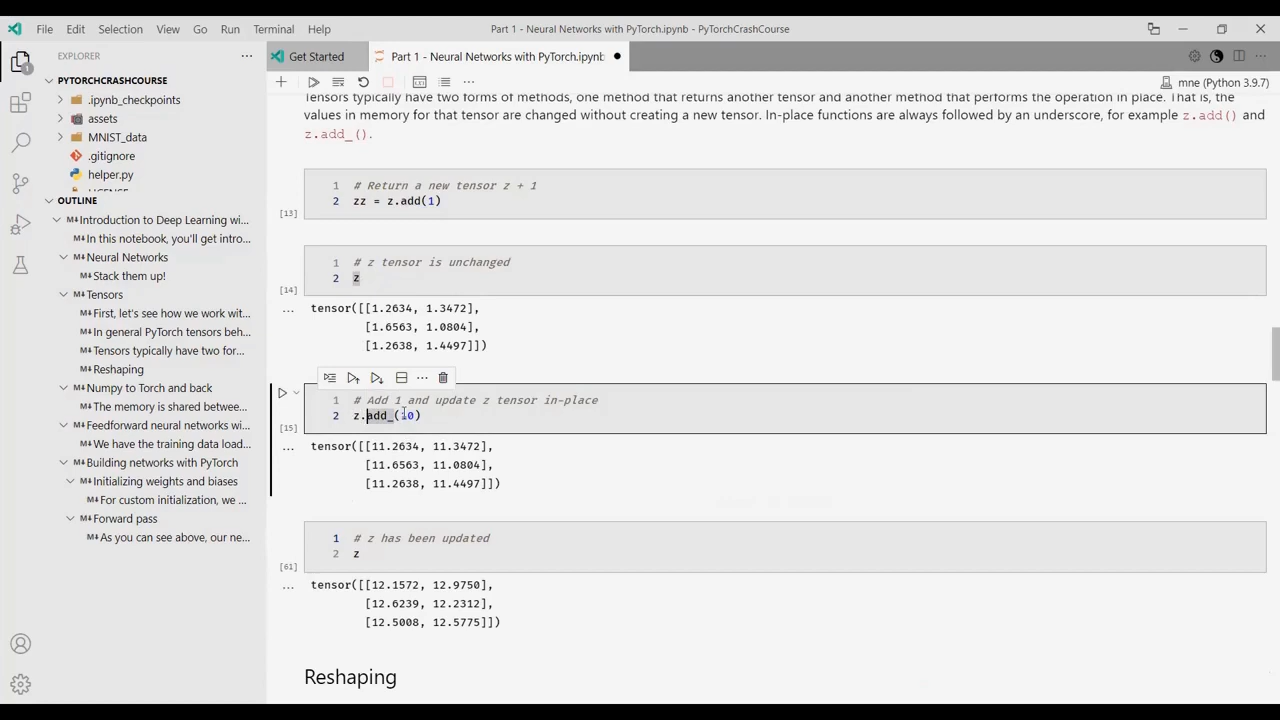 File Edit Selection View Go Run Terminal Help
Part 1 - Neural Networks with PyTorch.ipynb - PyTorchCrashCourse
EXPLORER
PYTORCHCRASHCOURSE
.ipynb_checkpoints
assets
MNIST_data
.gitignore
helper.py
OUTLINE
Introduction to Deep Learning wi...
In this notebook, you'll get intro...
Neural Networks
Stack them up!
Tensors
First, let's see how we work wit...
In general PyTorch tensors beh...
Tensors typically have two for...
Reshaping
Numpy to Torch and back
The memory is shared betwee...
Feedforward neural networks wi...
We have the training data load...
Building networks with PyTorch
Initializing weights and biases
For custom initialization, we ...
Forward pass
As you can see above, our ne...
Get Started
Part 1 - Neural Networks with PyTorch.ipynb
mne (Python 3.9.7)
Tensors typically have two forms of methods, one method that returns another tensor and another method that performs the operation in place. That is, the
values in memory for that tensor are changed without creating a new tensor. In-place functions are always followed by an underscore, for example z.add() and
z.add_().
1 # Return a new tensor z + 1
2 zz = z.add(1)
[13]
1 # z tensor is unchanged
2 z
[14]
... tensor([[1.2634, 1.3472],
[1.6563, 1.0804],
[1.2638, 1.4497]])
1 # Add 1 and update z tensor in-place
2 z.add_(10)
[15]
... tensor([[11.2634, 11.3472],
[11.6563, 11.0804],
[11.2638, 11.4497]])
1 # z has been updated
2 z
[61]
... tensor([[12.1572, 12.9750],
[12.6239, 12.2312],
[12.5008, 12.5775]])
Reshaping